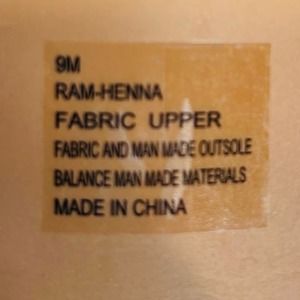 9M
RAM-HENNA
FABRIC UPPER
FABRIC AND MAN MADE OUTSOLE
BALANCE MAN MADE MATERIALS
MADE IN CHINA